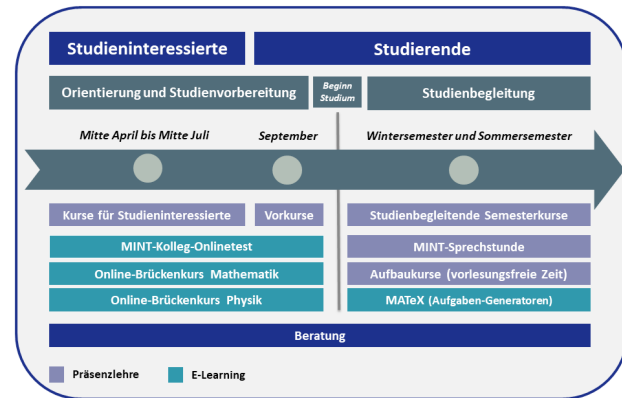 Studieninteressierte
Studierende
Orientierung und Studienvorbereitung
Beginn
Studium
Studienbegleitung
Mitte April bis Mitte Juli
September
Wintersemester und Sommersemester
Kurse für Studieninteressierte
Vorkurse
Studienbegleitende Semesterkurse
MINT-Kolleg-Onlinetest
MINT-Sprechstunde
Online-Brückenkurs Mathematik
Aufbaukurse (vorlesungsfreie Zeit)
Online-Brückenkurs Physik
MATeX (Aufgaben-Generatoren)
Beratung
Präsenzlehre
E-Learning